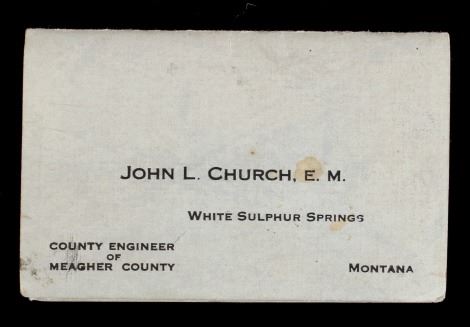 JOHN L. CHURCH, E. M.
WHITE SULPHUR SPRINGS
COUNTY ENGINEER
OF
MEAGHER COUNTY
MONTANA